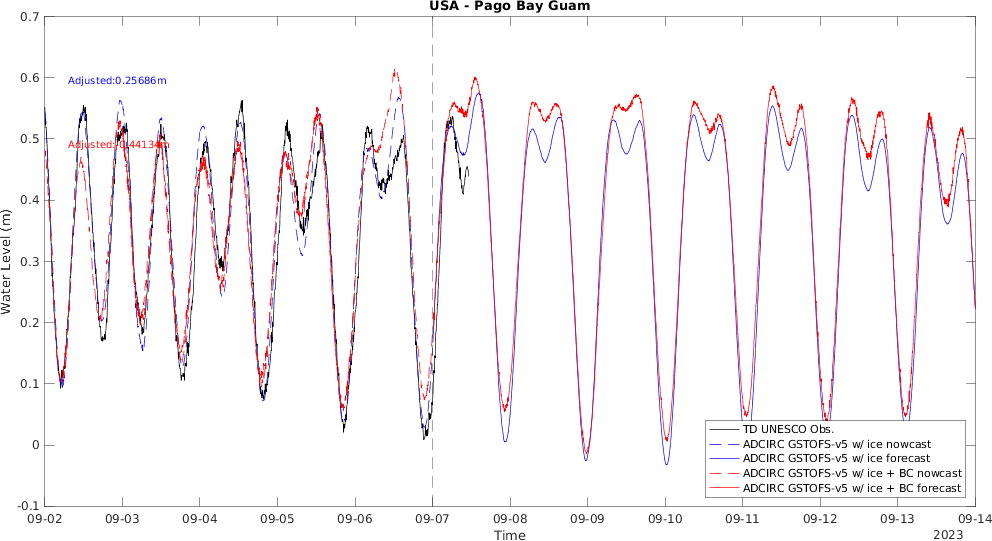 USA - Pago Bay Guam
0.7
0.6
0.5
0.4
0.3
0.2
0.1
0
-0.1
Water Level (m)
Adjusted:0.25686m
Adjusted:
TD UNESCO Obs.
ADCIRC GSTOFS-v5 w/ ice nowcast
ADCIRC GSTOFS-v5 w/ ice forecast
ADCIRC GSTOFS-v5 w/ ice + BC nowcast
ADCIRC GSTOFS-v5 w/ ice + BC forecast
09-02 09-03 09-04 09-05 09-06 09-07 09-08 09-09 09-10 09-11 09-12 09-13 09-14
Time
2023